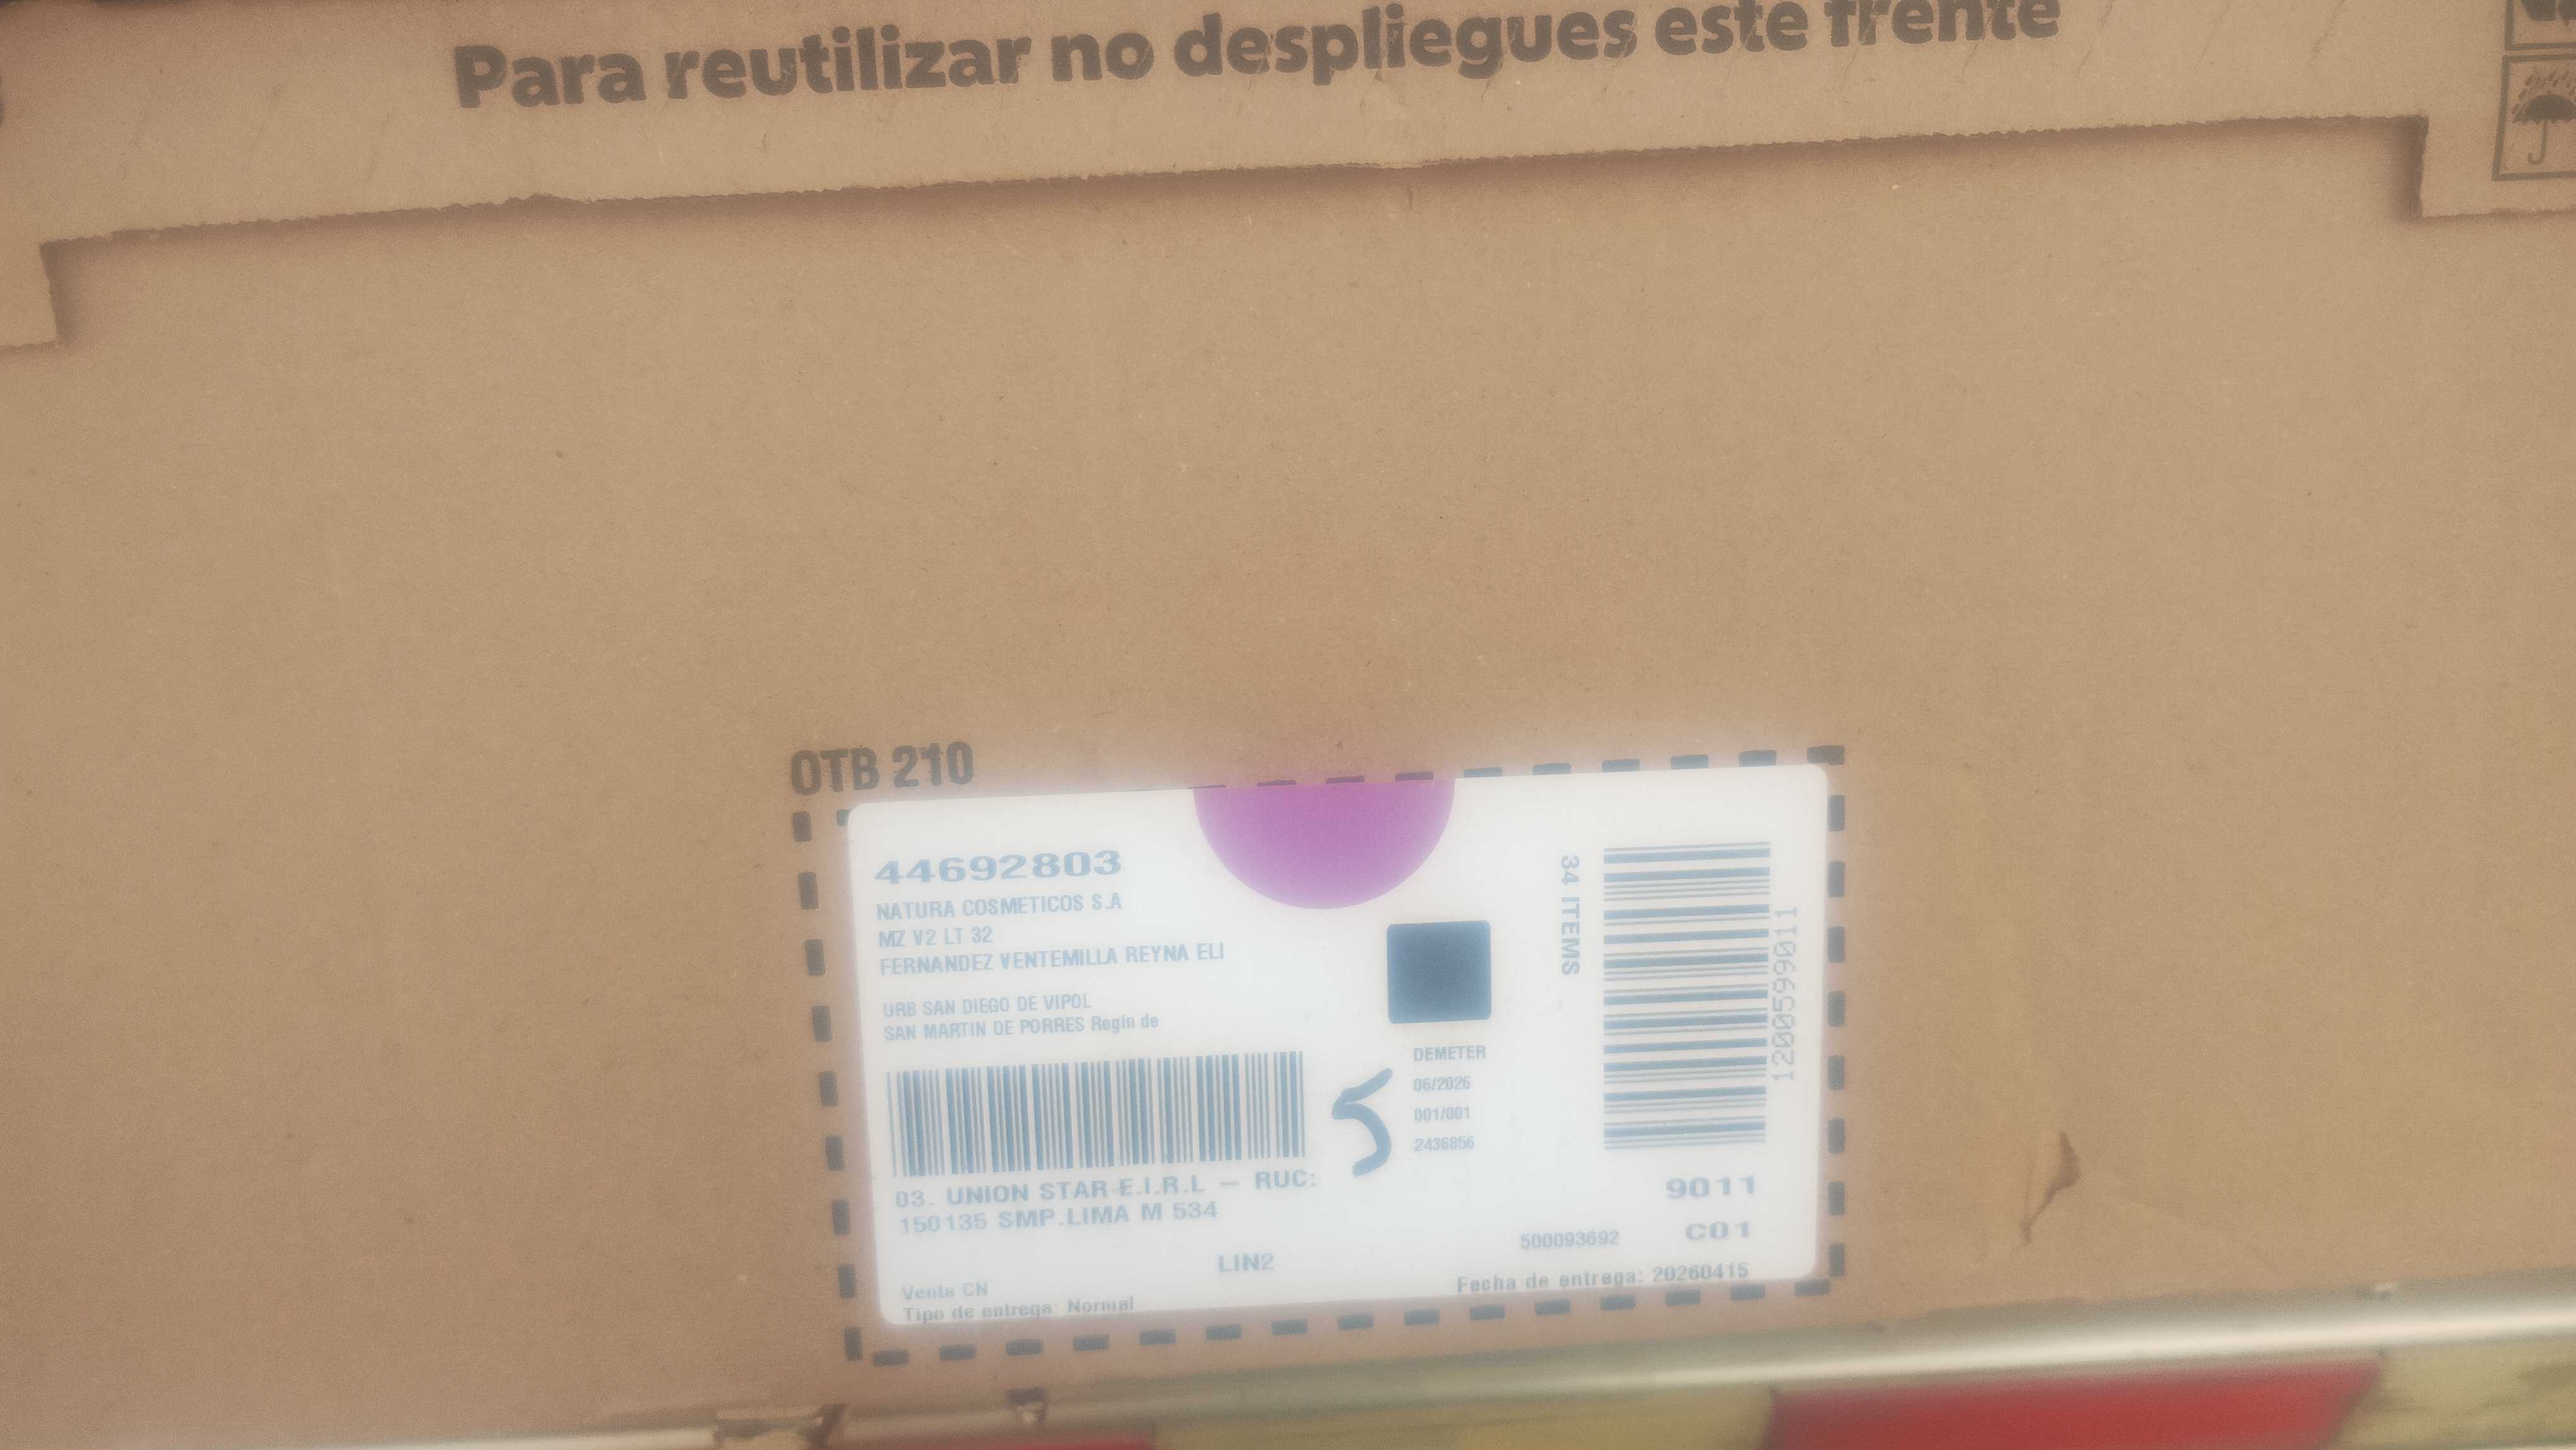 Para reutilizar no despliegues este frente
OTB 210
44692803
NATURA COSMETICOS S.A
MZ V2 LT 32
FERNANDEZ VENTEMILLA REYNA ELI
URB SAN DIEGO DE VIPOL
SAN MARTIN DE PORRES Regin de
03. UNION STAR E.I.R.L – RUC:
150135 SMP.LIMA M 534
LIN2
Venta CN
Tipo de entrega: Normal
5
DEMETER
06/2026
001/001
2436856
34 ITEMS
1200599011
9011
500093692 C01
Fecha de entrega: 20260415